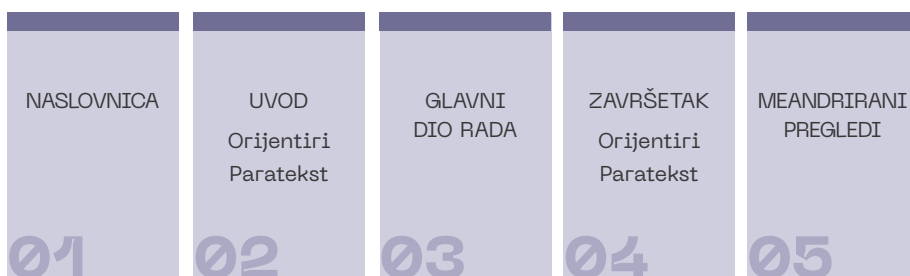 NASLOVNICA
01
UVOD
Orijentiri
Paratekst
02
GLAVNI
DIO RADA
03
ZAVRŠETAK
Orijentiri
Paratekst
04
MEANDRIRANI
PREGLEDI
05